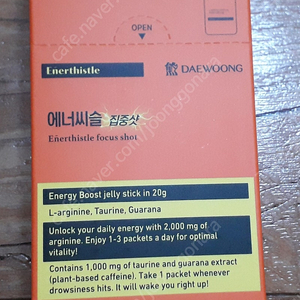 OPEN
Enerthistle
DAEWOONG
에너씨슬 집중샷
Eñerthistle focus shot
Energy Boost jelly stick in 20g
L-arginine, Taurine, Guarana
Unlock your daily energy with 2,000 mg of
arginine. Enjoy 1-3 packets a day for optimal
vitality!
Contains 1,000 mg of taurine and guarana extract
(plant-based caffeine). Take 1 packet whenever
drowsiness hits. It will wake you right up!